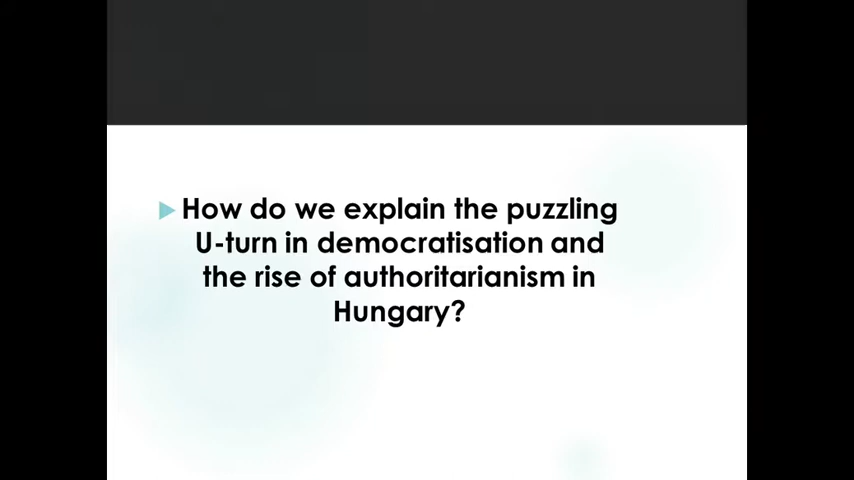 How do we explain the puzzling
U-turn in democratisation and
the rise of authoritarianism in
Hungary?